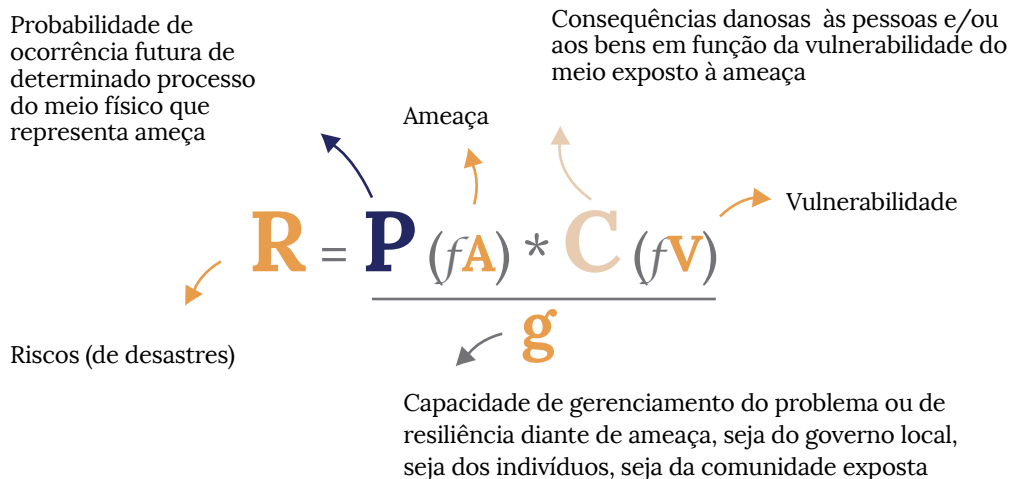 Probabilidade de
ocorrência futura de
determinado processo
do meio físico que
representa ameça
Consequências danosas às pessoas e/ou
aos bens em função da vulnerabilidade do
meio exposto à ameaça
Ameaça
Vulnerabilidade
R = P (fA) * C (fV)
g
Riscos (de desastres)
Capacidade de gerenciamento do problema ou de
resiliência diante de ameaça, seja do governo local,
seja dos indivíduos, seja da comunidade exposta